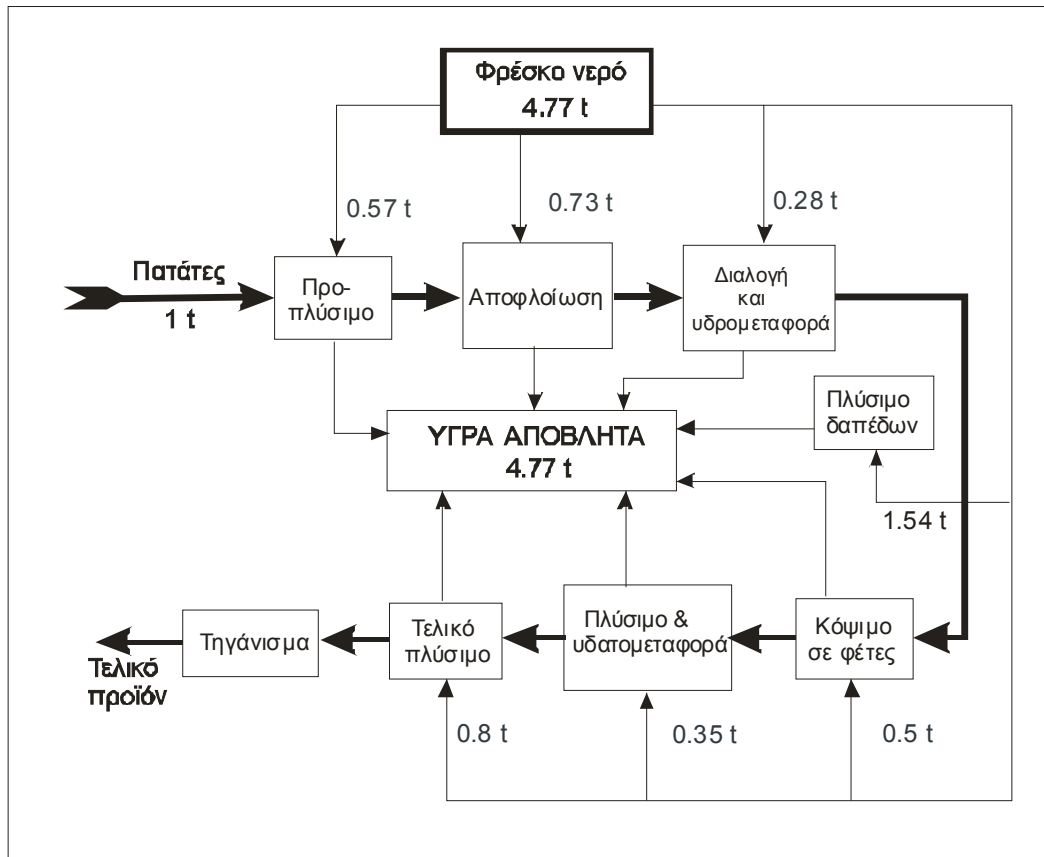 Φρέσκο νερό
4.77 t
0.57 t
0.73 t
0.28 t
Πατάτες
1 t
Προ-
πλύσιμο
Αποφλοίωση
Διαλογή
και
υδρομεταφορά
Πλύσιμο
δαπέδων
ΥΓΡΑ ΑΠΟΒΛΗΤΑ
4.77 t
1.54 t
Τελικό
προϊόν
Τηγάνισμα
Τελικό
πλύσιμο
Πλύσιμο &
υδατομεταφορά
Κόψιμο
σε φέτες
0.8 t
0.35 t
0.5 t